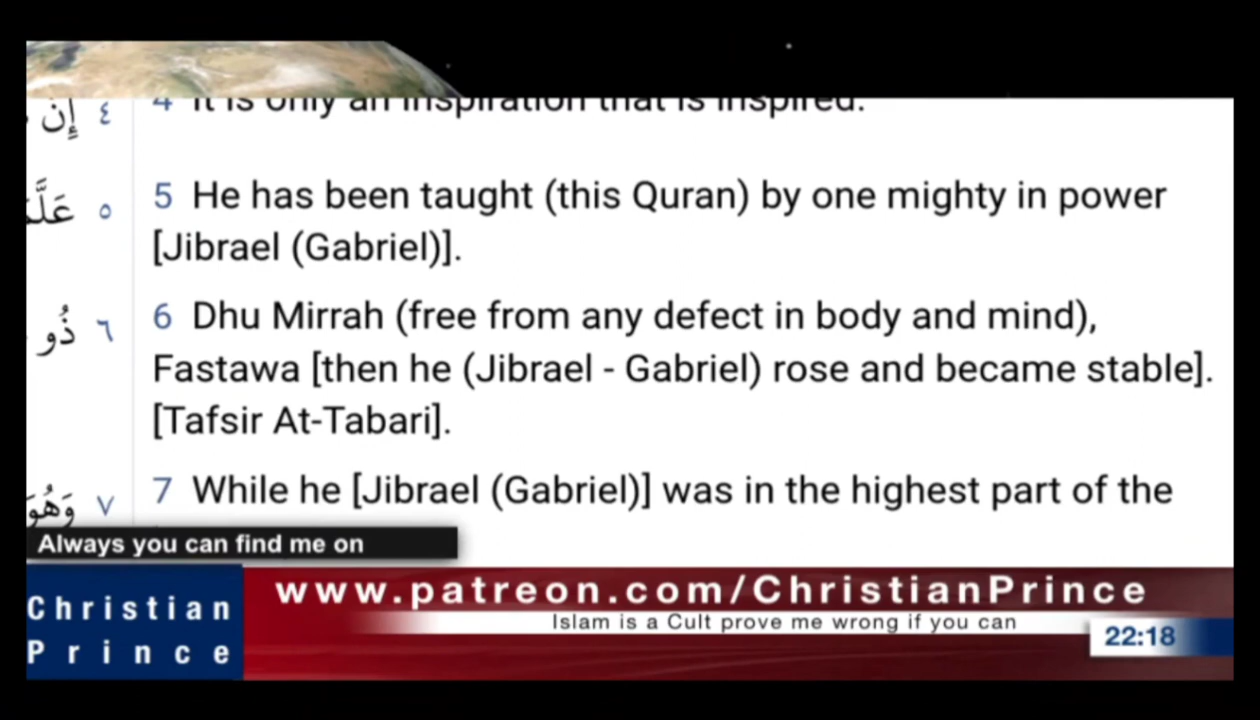 إِن ٤
4 It is only an inspiration that is inspired.
٥
5 He has been taught (this Quran) by one mighty in power
[Jibrael (Gabriel)].
ذُو ٦
6 Dhu Mirrah (free from any defect in body and mind),
Fastawa [then he (Jibrael - Gabriel) rose and became stable].
[Tafsir At-Tabari].
وَهُوَ ٧
7 While he [Jibrael (Gabriel)] was in the highest part of the
Always you can find me on
Christian
Prince
www.patreon.com/ChristianPrince
Islam is a Cult prove me wrong if you can
22:18